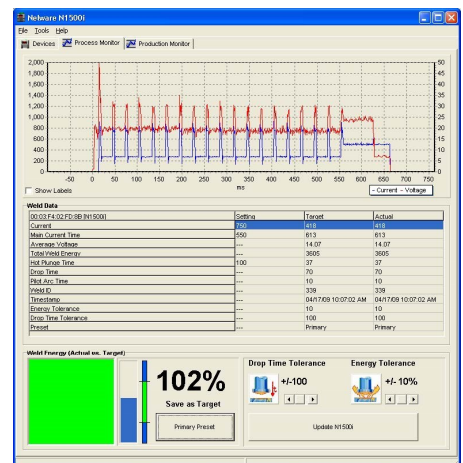 Nelware N1500i
File Tools Help
Devices Process Monitor Production Monitor
2,000
1,800
1,600
1,400
1,200
1,000
800
600
400
200
0
50
45
40
35
30
25
20
15
10
5
0
-50 0 50 100 150 200 250 300 350 400 450 500 550 600 650 700 750
ms
Show Labels
- Current - Voltage
Weld Data
00:03:F4:02:FD:8B [N1500i] Setting Target Actual
Current 750 418 418
Main Current Time 550 613 613
Average Voltage --- 14.07 14.07
Total Weld Energy --- 3605 3605
Hot Plunge Time 100 37 37
Drop Time --- 70 70
Pilot Arc Time --- 20 20
Weld ID --- 339 339
Timestamp --- 04/17/09 10:07:02 AM 04/17/09 10:07:02 AM
Energy Tolerance --- 10 10
Drop Time Tolerance --- 100 100
Preset --- Primary Primary
Weld Energy (Actual vs. Target)
102%
Save as Target
Primary Preset
Drop Time Tolerance
+/-100
Energy Tolerance
+/- 10%
Update N1500i